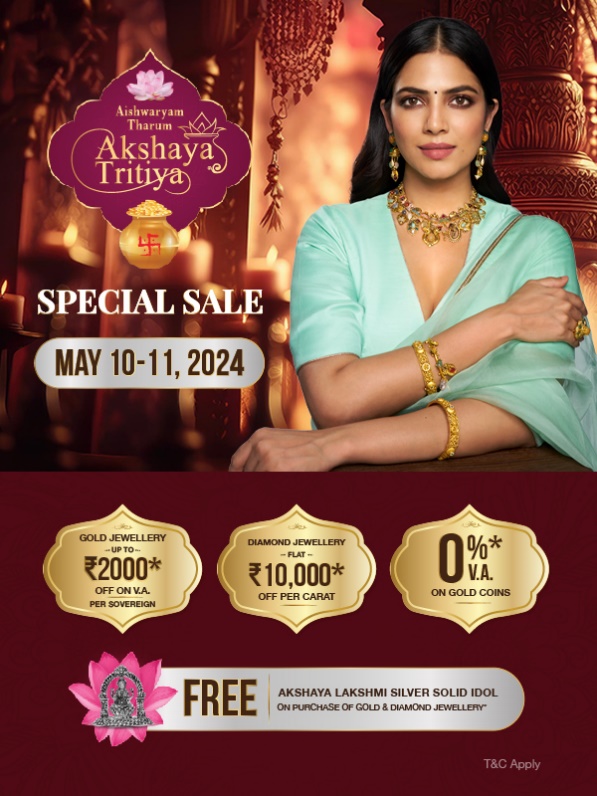 Aishwaryam
Tharum
Akshaya
Tritiya
SPECIAL SALE
MAY 10-11, 2024
GOLD JEWELLERY
– UP TO –
₹2000*
OFF ON V.A.
PER SOVEREIGN
DIAMOND JEWELLERY
– FLAT –
₹10,000*
OFF PER CARAT
0%*
V.A.
ON GOLD COINS
FREE
AKSHAYA LAKSHMI SILVER SOLID IDOL
ON PURCHASE OF GOLD & DIAMOND JEWELLERY*
T&C Apply